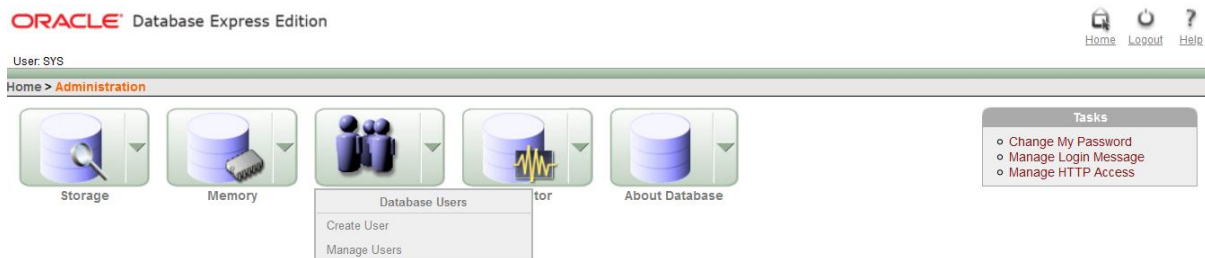 ORACLE® Database Express Edition
Home Logout Help
User: SYS
Home > Administration
Storage
Memory
tor
About Database
Database Users
Create User
Manage Users
Tasks
Change My Password
Manage Login Message
Manage HTTP Access